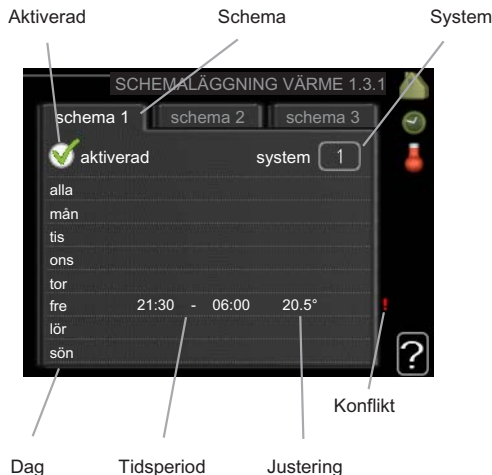 Aktiverad Schema System
SCHEMALÄGGNING VÄRME 1.3.1
schema 1 schema 2 schema 3
aktiverad system 1
alla
mån
tis
ons
tor
fre 21:30 - 06:00 20.5° !
lör
sön
?
Konflikt
Dag Tidsperiod Justering